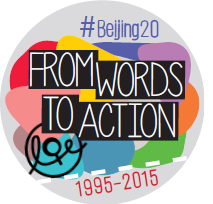 #Beijing20
FROM WORDS
TO ACTION
1995-2015